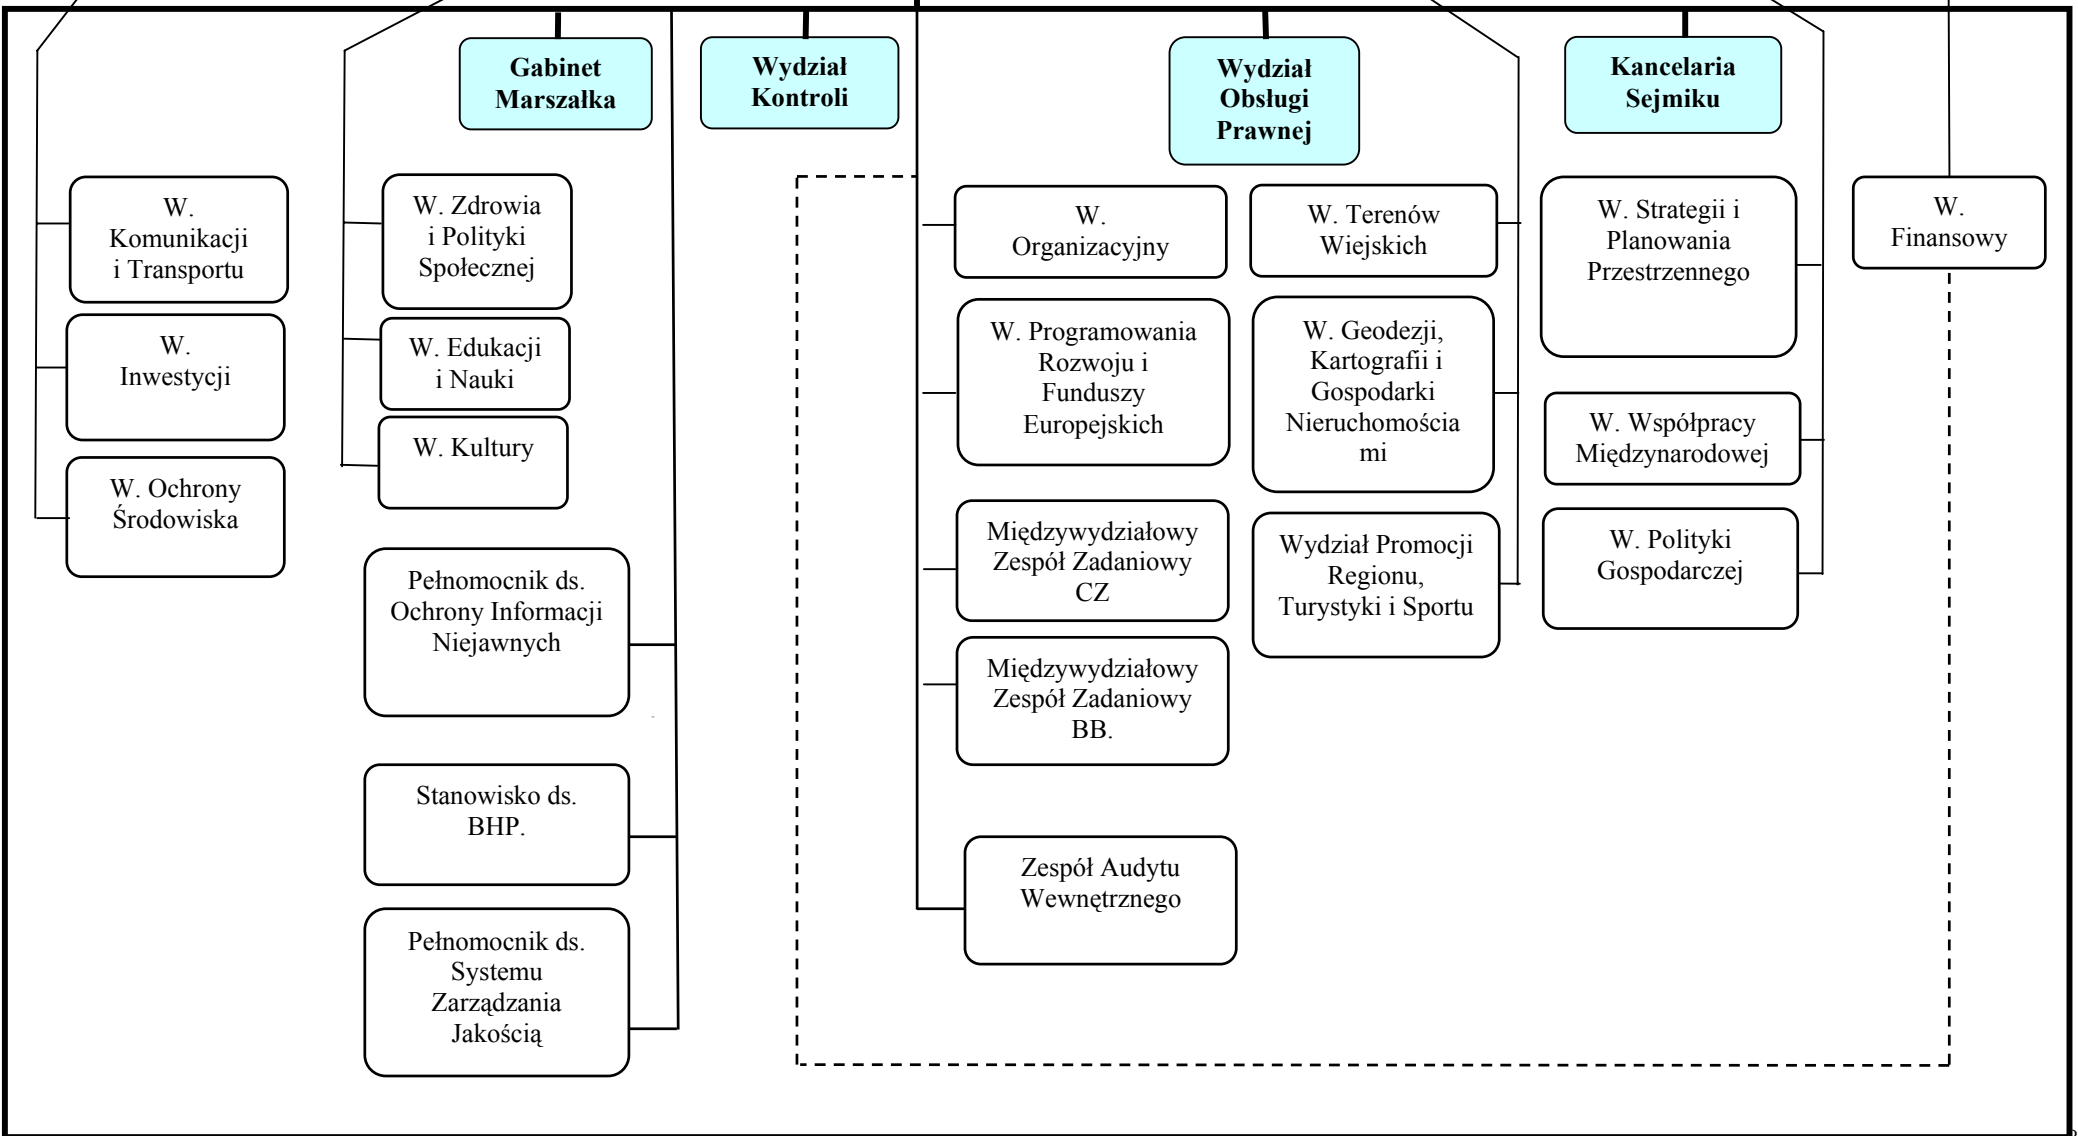 Gabinet
Marszałka
Wydział
Kontroli
Wydział
Obsługi
Prawnej
Kancelaria
Sejmiku
W.
Komunikacji
i Transportu
W.
Inwestycji
W. Ochrony
Środowiska
W. Zdrowia
i Polityki
Społecznej
W. Edukacji
i Nauki
W. Kultury
Pełnomocnik ds.
Ochrony Informacji
Niejawnych
Stanowisko ds.
BHP.
Pełnomocnik ds.
Systemu
Zarządzania
Jakością
W.
Organizacyjny
W. Programowania
Rozwoju i
Funduszy
Europejskich
Międzywydziałowy
Zespół Zadaniowy
CZ
Międzywydziałowy
Zespół Zadaniowy
BB.
Zespół Audytu
Wewnętrznego
W. Terenów
Wiejskich
W. Geodezji,
Kartografii i
Gospodarki
Nieruchomościa
mi
Wydział Promocji
Regionu,
Turystyki i Sportu
W. Strategii i
Planowania
Przestrzennego
W. Współpracy
Międzynarodowej
W. Polityki
Gospodarczej
W.
Finansowy